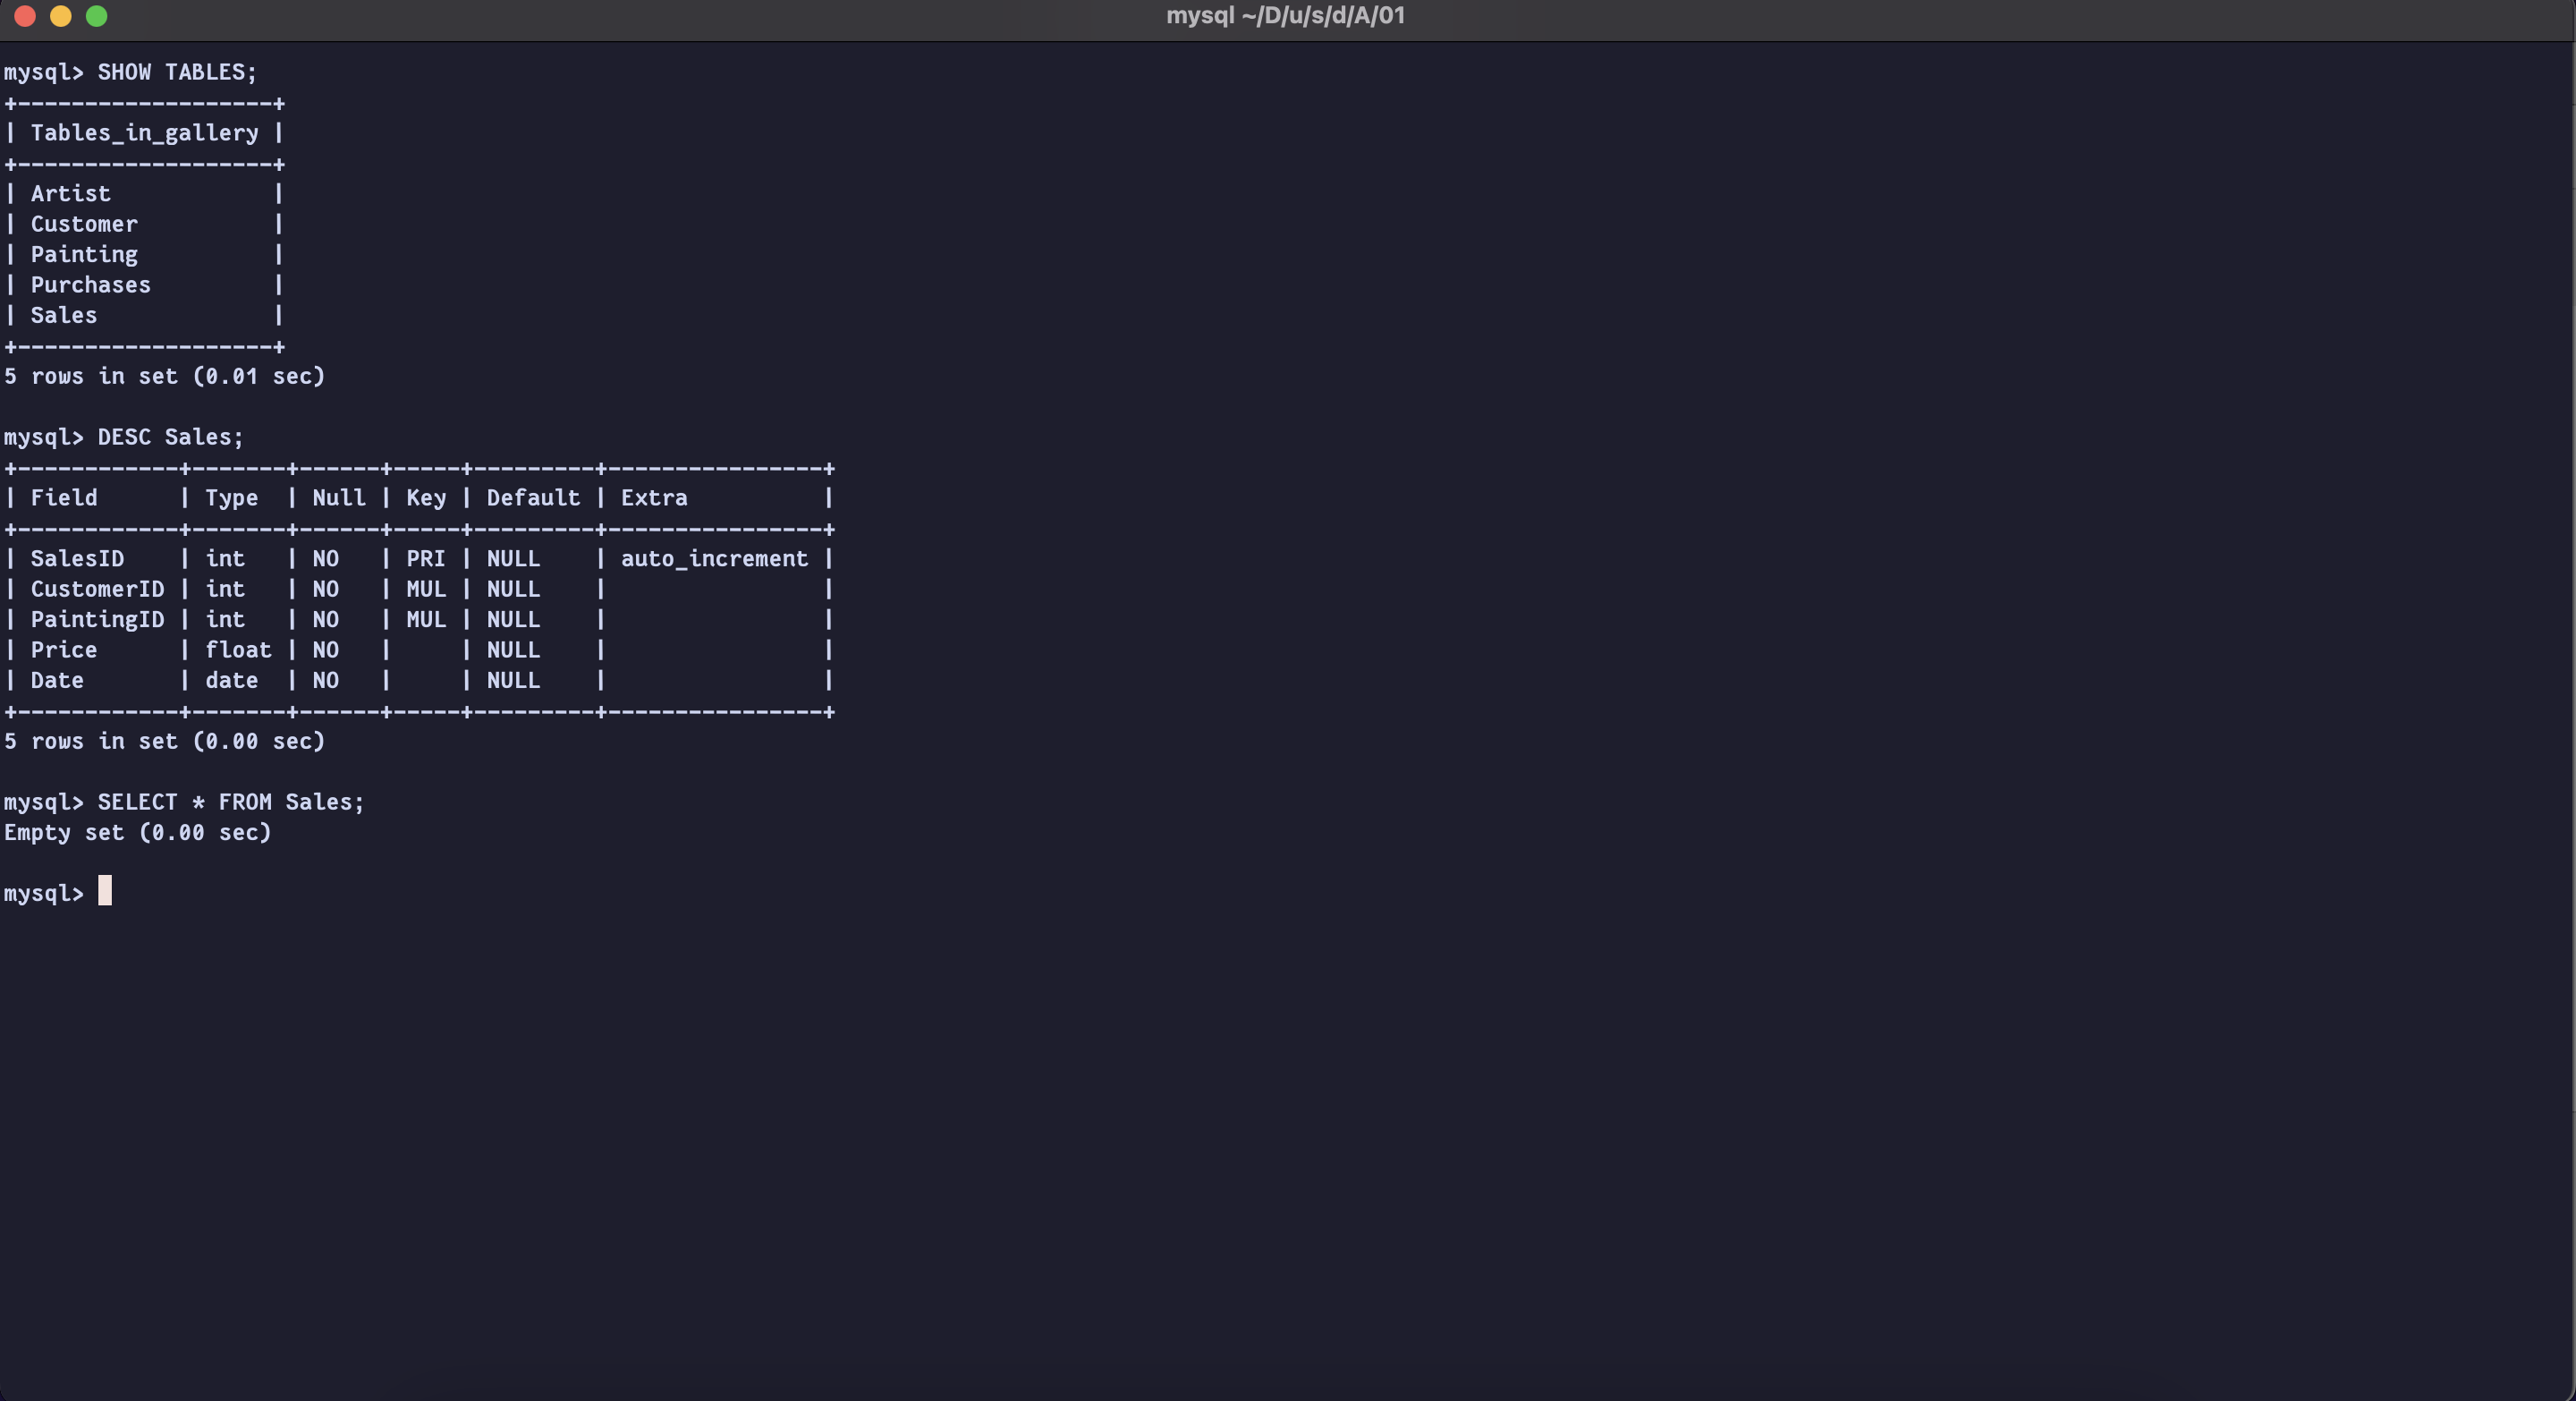 mysql ~/D/u/s/d/A/01
mysql> SHOW TABLES;
+-------------------+
| Tables_in_gallery |
+-------------------+
| Artist            |
| Customer          |
| Painting          |
| Purchases         |
| Sales             |
+-------------------+
5 rows in set (0.01 sec)
mysql> DESC Sales;
+------------+-------+------+-----+---------+----------------+
| Field      | Type  | Null | Key | Default | Extra          |
+------------+-------+------+-----+---------+----------------+
| SalesID    | int   | NO   | PRI | NULL    | auto_increment |
| CustomerID | int   | NO   | MUL | NULL    |                |
| PaintingID | int   | NO   | MUL | NULL    |                |
| Price      | float | NO   |     | NULL    |                |
| Date       | date  | NO   |     | NULL    |                |
+------------+-------+------+-----+---------+----------------+
5 rows in set (0.00 sec)
mysql> SELECT * FROM Sales;
Empty set (0.00 sec)
mysql>